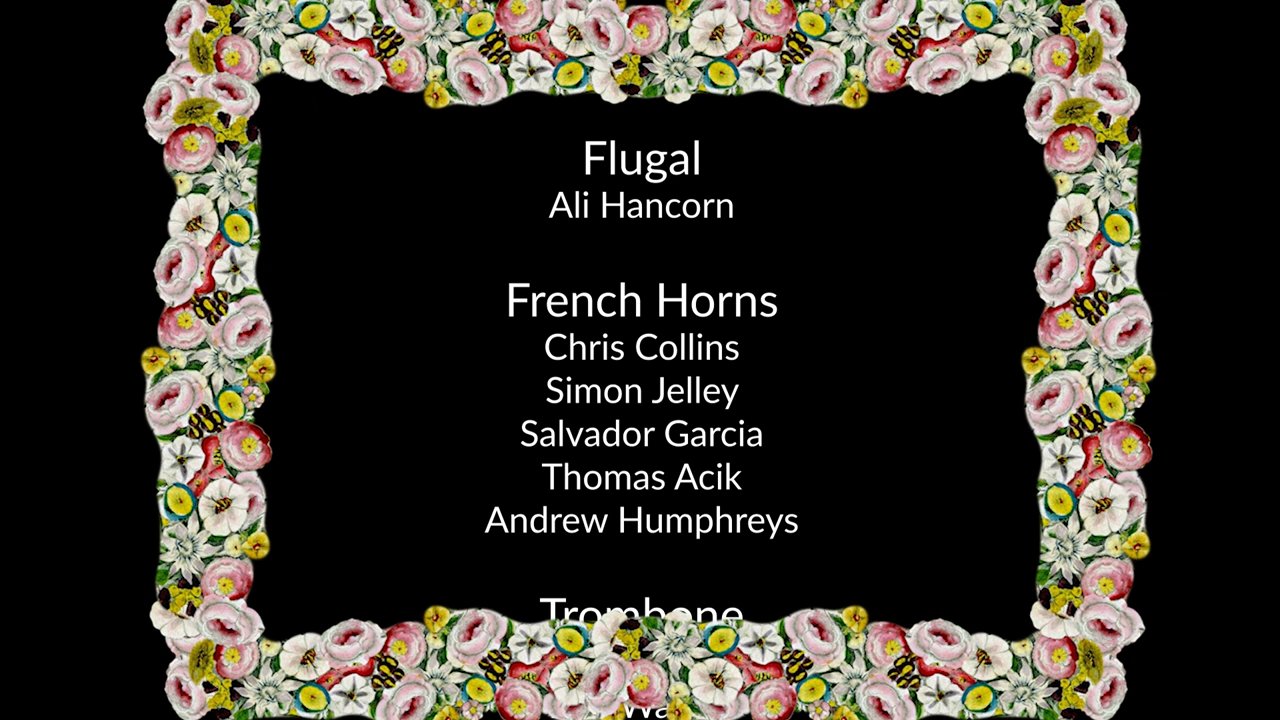 Flugal
Ali Hancorn
French Horns
Chris Collins
Simon Jelley
Salvador Garcia
Thomas Acik
Andrew Humphreys
Trombone